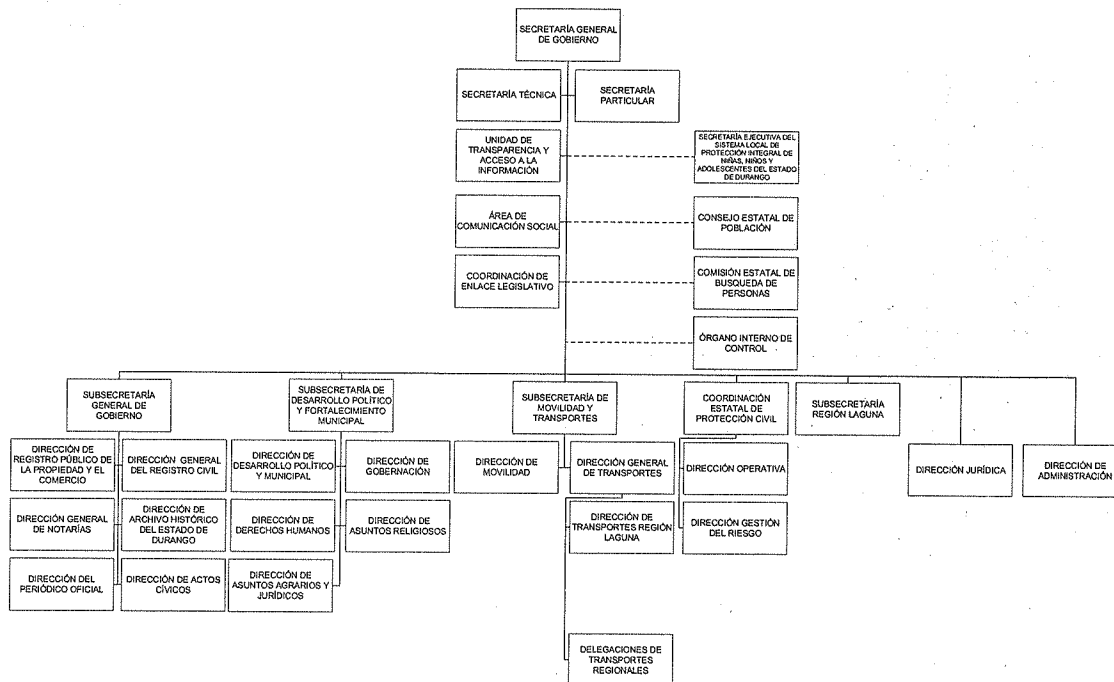 SECRETARÍA GENERAL
DE GOBIERNO
SECRETARÍA TÉCNICA
SECRETARÍA
PARTICULAR
UNIDAD DE
TRANSPARENCIA Y
ACCESO A LA
INFORMACIÓN
SECRETARÍA EJECUTIVA DEL
SISTEMA LOCAL DE
PROTECCIÓN INTEGRAL DE
NIÑAS, NIÑOS Y
ADOLESCENTES DEL ESTADO
DE DURANGO
ÁREA DE
COMUNICACIÓN SOCIAL
CONSEJO ESTATAL DE
POBLACIÓN
COORDINACIÓN DE
ENLACE LEGISLATIVO
COMISIÓN ESTATAL DE
BUSQUEDA DE
PERSONAS
ÓRGANO INTERNO DE
CONTROL
SUBSECRETARÍA
GENERAL DE
GOBIERNO
SUBSECRETARÍA DE
DESARROLLO POLÍTICO
Y FORTALECIMIENTO
MUNICIPAL
SUBSECRETARÍA DE
MOVILIDAD Y
TRANSPORTES
COORDINACIÓN
ESTATAL DE
PROTECCIÓN CIVIL
SUBSECRETARÍA
REGIÓN LAGUNA
DIRECCIÓN DE
REGISTRO PÚBLICO DE
LA PROPIEDAD Y EL
COMERCIO
DIRECCIÓN GENERAL
DEL REGISTRO CIVIL
DIRECCIÓN DE
DESARROLLO POLÍTICO
Y MUNICIPAL
DIRECCIÓN DE
GOBERNACIÓN
DIRECCIÓN DE
MOVILIDAD
DIRECCIÓN GENERAL
DE TRANSPORTES
DIRECCIÓN OPERATIVA
DIRECCIÓN JURÍDICA
DIRECCIÓN DE
ADMINISTRACIÓN
DIRECCIÓN GENERAL
DE NOTARÍAS
DIRECCIÓN DE
ARCHIVO HISTÓRICO
DEL ESTADO DE
DURANGO
DIRECCIÓN DE
DERECHOS HUMANOS
DIRECCIÓN DE
ASUNTOS RELIGIOSOS
DIRECCIÓN DE
TRANSPORTES REGIÓN
LAGUNA
DIRECCIÓN GESTIÓN
DEL RIESGO
DIRECCIÓN DEL
PERIÓDICO OFICIAL
DIRECCIÓN DE ACTOS
CÍVICOS
DIRECCIÓN DE
ASUNTOS AGRARIOS Y
JURÍDICOS
DELEGACIONES DE
TRANSPORTES
REGIONALES